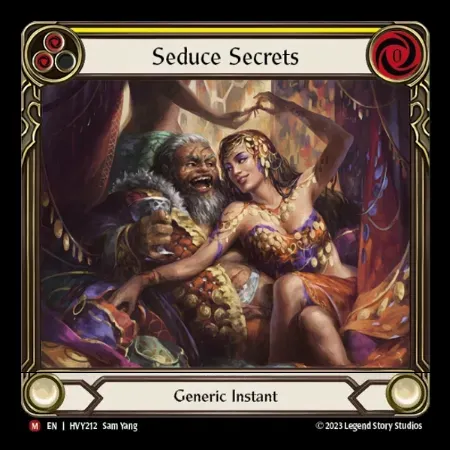 Seduce Secrets
0
Generic Instant
M EN | HVY212 Sam Yang
© 2023 Legend Story Studios